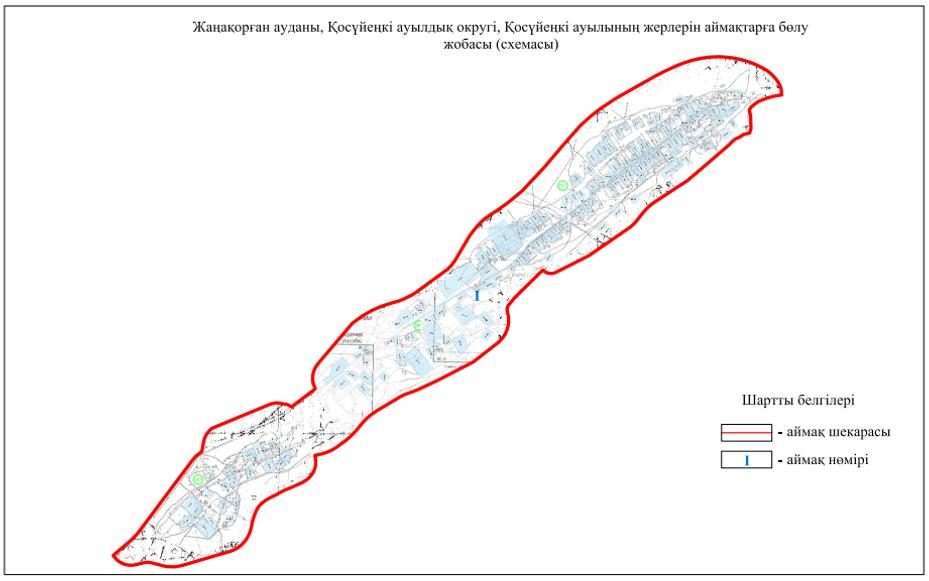 Жаңақорған ауданы, Қосүйеңкі ауылдық округі, Қосүйеңкі ауылының жерлерін аймақтарға бөлу
жобасы (схемасы)
I
Шартты белгілері
- аймақ шекарасы
I - аймақ нөмірі